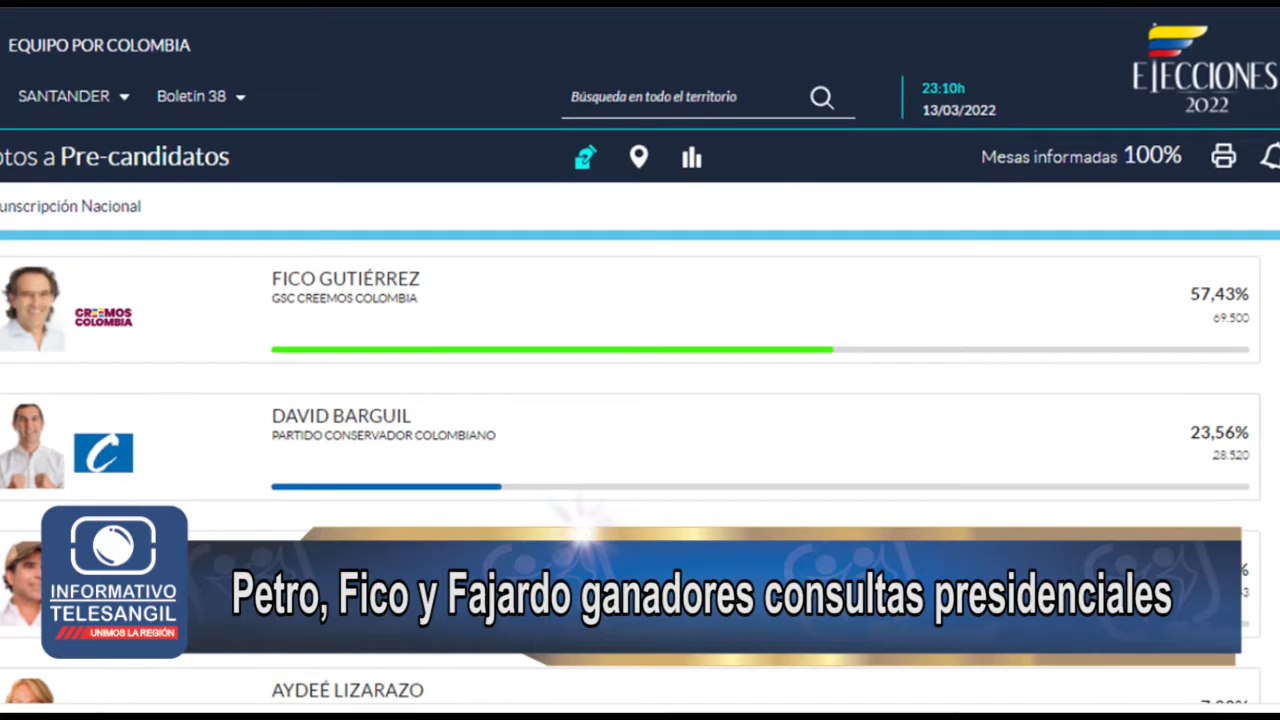 EQUIPO POR COLOMBIA
SANTANDER
Boletín 38
Búsqueda en todo el territorio
23:10h
13/03/2022
ELECCIONES
2022
otos a Pre-candidatos
Mesas informadas 100%
unscripción Nacional
FICO GUTIÉRREZ
GSC CREEMOS COLOMBIA
CREEMOS
COLOMBIA
57,43%
69.500
DAVID BARGUIL
PARTIDO CONSERVADOR COLOMBIANO
23,56%
28.520
INFORMATIVO
TELESANGIL
UNIMOS LA REGIÓN
Petro, Fico y Fajardo ganadores consultas presidenciales
AYDEÉ LIZARAZO